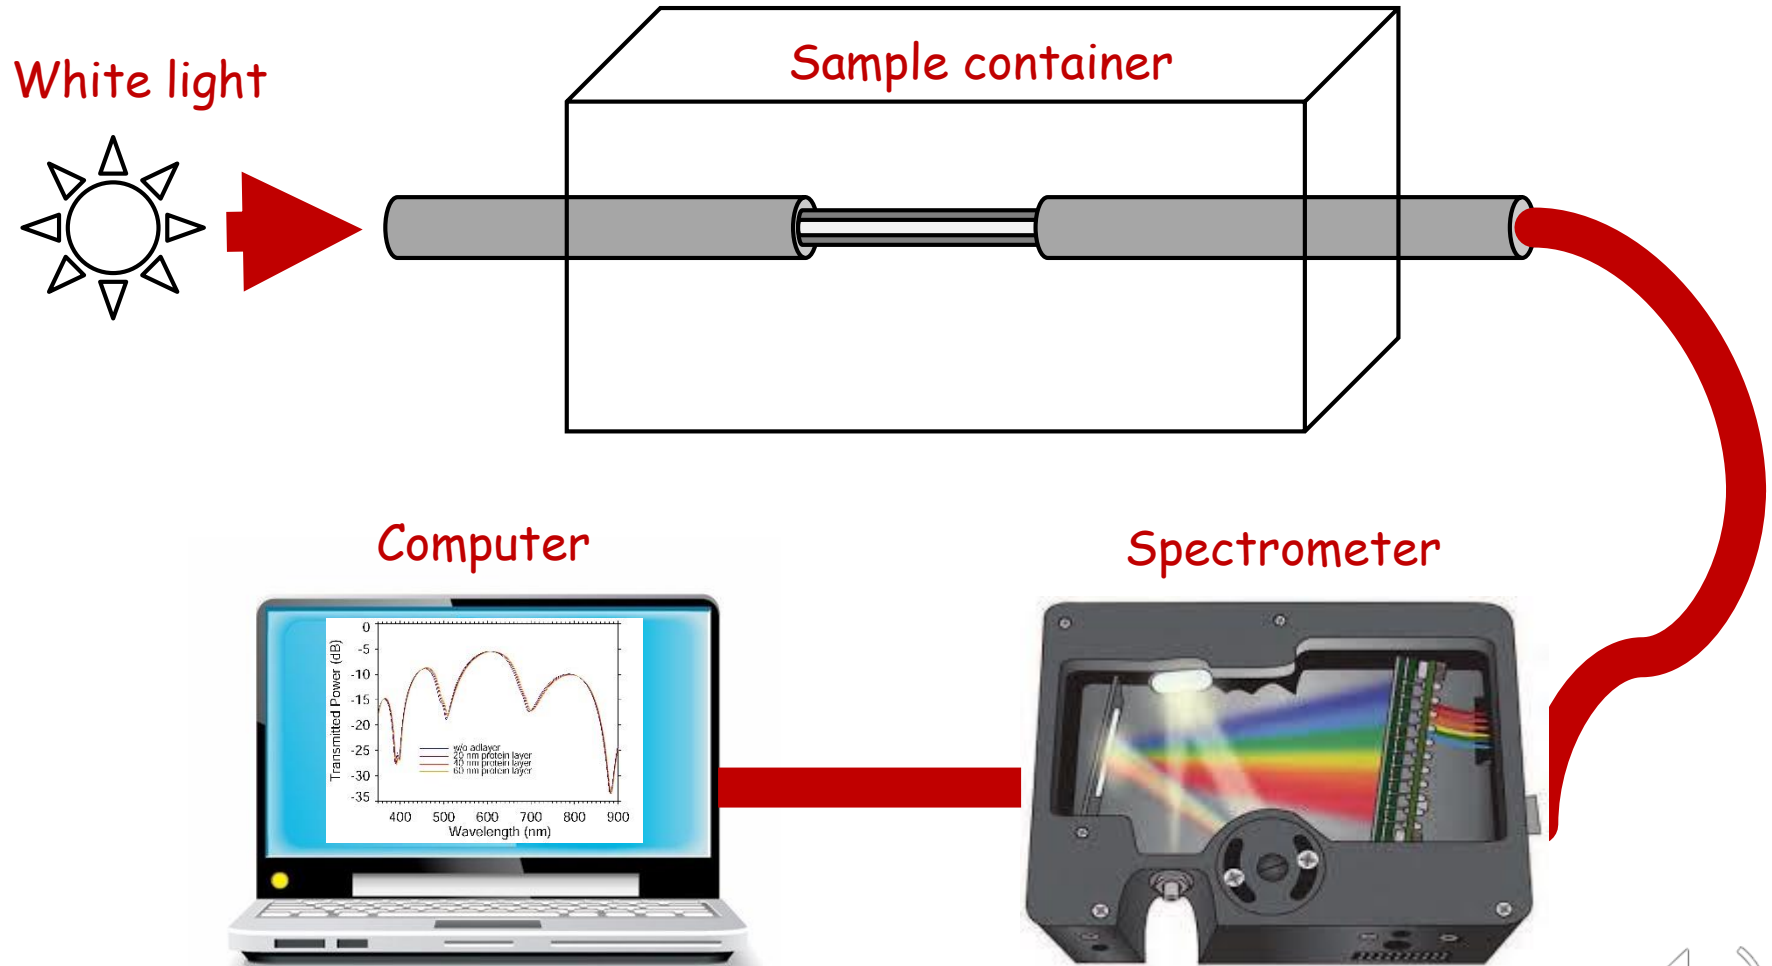 White light
Sample container
Computer
Spectrometer
0
-5
-10
-15
-20
-25
-30
-35
Transmitted Power (dB)
w/o adlayer
20 nm protein layer
40 nm protein layer
60 nm protein layer
400 500 600 700 800 900
Wavelength (nm)